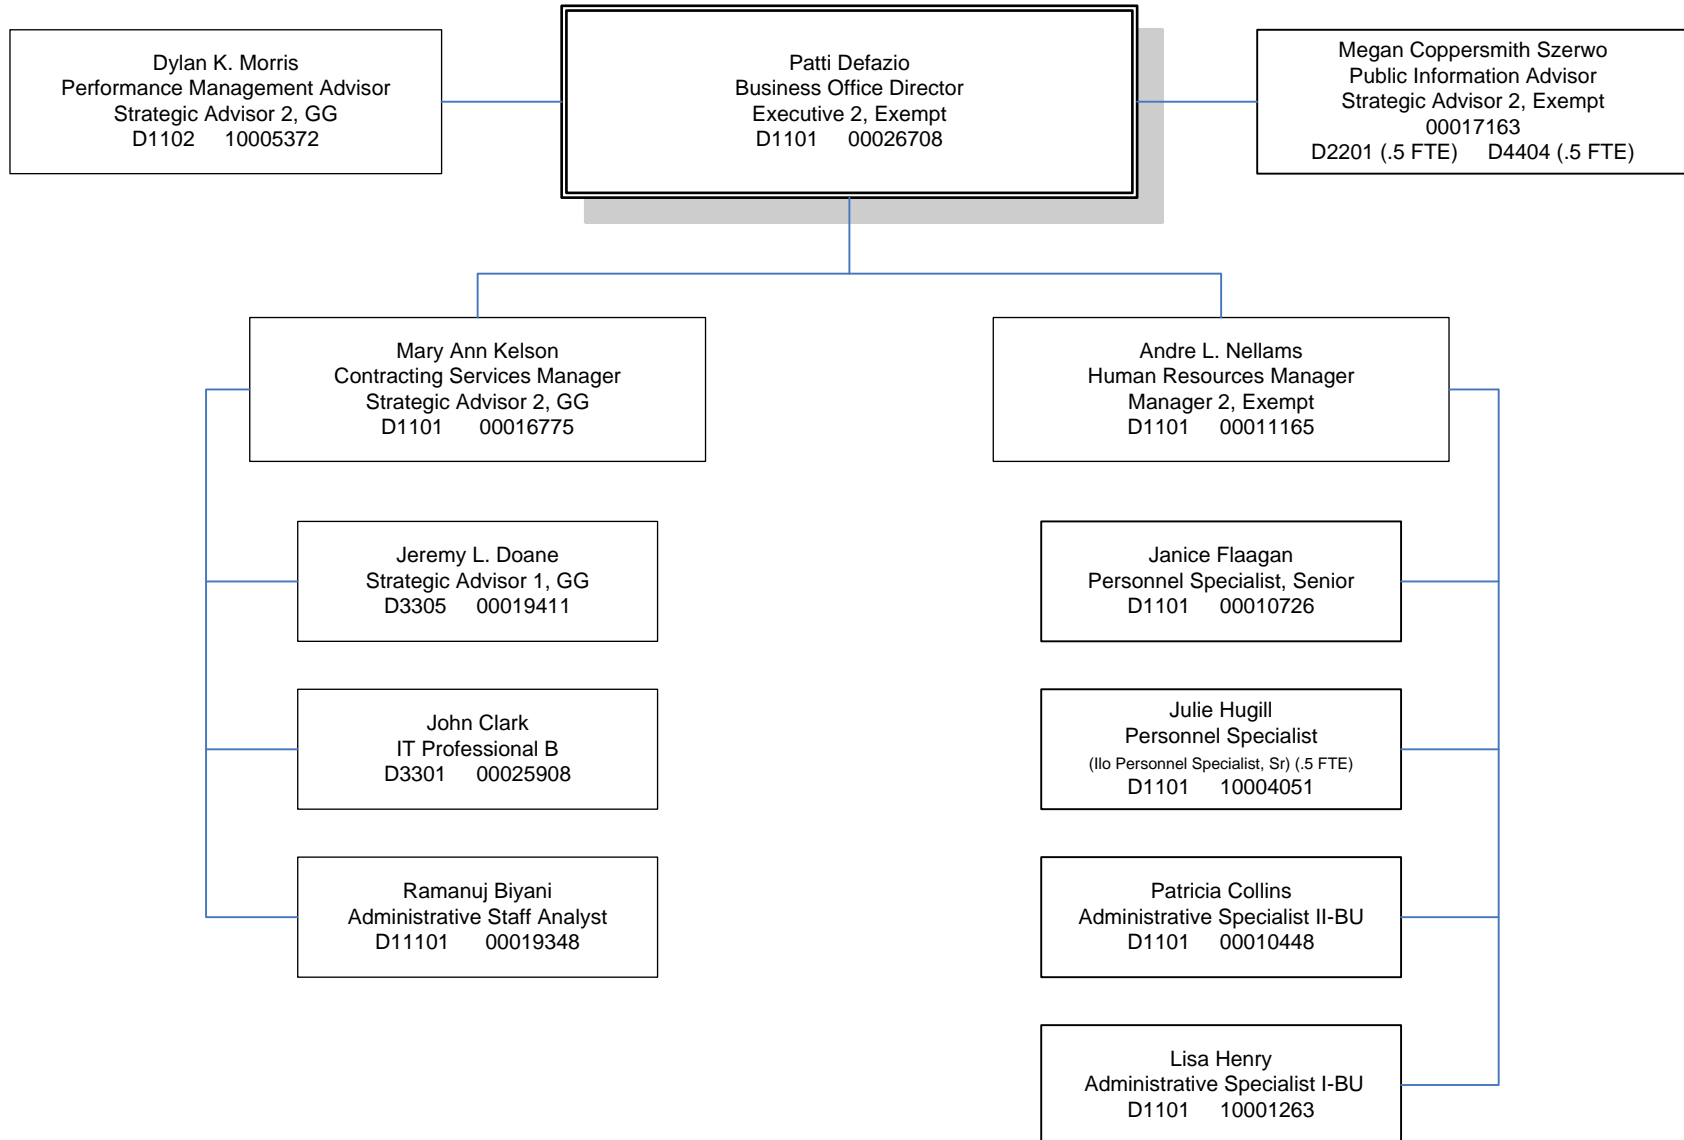 Dylan K. Morris
Performance Management Advisor
Strategic Advisor 2, GG
D1102 10005372
Patti Defazio
Business Office Director
Executive 2, Exempt
D1101 00026708
Megan Coppersmith Szerwo
Public Information Advisor
Strategic Advisor 2, Exempt
00017163
D2201 (.5 FTE) D4404 (.5 FTE)
Mary Ann Kelson
Contracting Services Manager
Strategic Advisor 2, GG
D1101 00016775
Andre L. Nellams
Human Resources Manager
Manager 2, Exempt
D1101 00011165
Jeremy L. Doane
Strategic Advisor 1, GG
D3305 00019411
John Clark
IT Professional B
D3301 00025908
Ramanuj Biyani
Administrative Staff Analyst
D11101 00019348
Janice Flaagan
Personnel Specialist, Senior
D1101 00010726
Julie Hugill
Personnel Specialist
(Ilo Personnel Specialist, Sr) (.5 FTE)
D1101 10004051
Patricia Collins
Administrative Specialist II-BU
D1101 00010448
Lisa Henry
Administrative Specialist I-BU
D1101 10001263